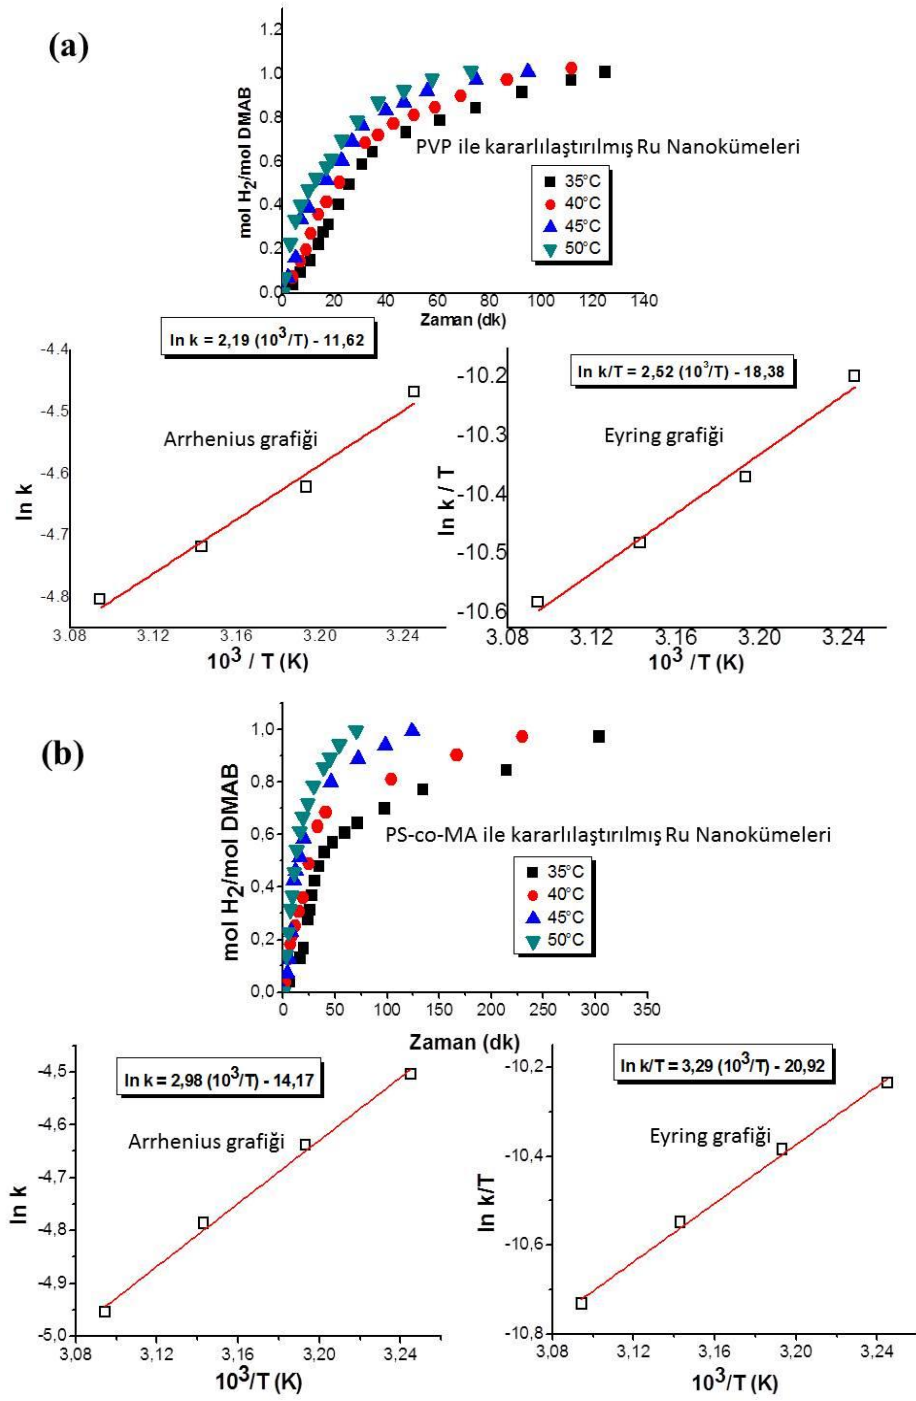 (a)
1.2
1.0
0.8
0.6
0.4
0.2
0.0
mol H2/mol DMAB
PVP ile kararlılaştırılmış Ru Nanokümeleri
35°C
40°C
45°C
50°C
0 20 40 60 80 100 120 140
Zaman (dk)
ln k = 2,19 (10³/T) - 11,62
-4.4
-4.5
-4.6
-4.7
-4.8
ln k
Arrhenius grafiği
3.08 3.12 3.16 3.20 3.24
10³ / T (K)
ln k/T = 2,52 (10³/T) - 18,38
-10.2
-10.3
-10.4
-10.5
-10.6
ln k / T
Eyring grafiği
3.08 3.12 3.16 3.20 3.24
10³ /T (K)
(b)
1.0
0.8
0.6
0.4
0.2
0,0
mol H2/mol DMAB
PS-co-MA ile kararlılaştırılmış Ru Nanokümeleri
35°C
40°C
45°C
50°C
0 50 100 150 200 250 300 350
Zaman (dk)
ln k = 2,98 (10³/T) - 14,17
-4,5
-4,6
-4,7
-4,8
-4,9
-5,0
ln k
Arrhenius grafiği
3,08 3,12 3,16 3,20 3,24
10³/T (K)
ln k/T = 3,29 (10³/T) - 20,92
-10,2
-10,4
-10,6
-10,8
ln k/T
Eyring grafiği
3,08 3,12 3,16 3,20 3,24
10³/T (K)